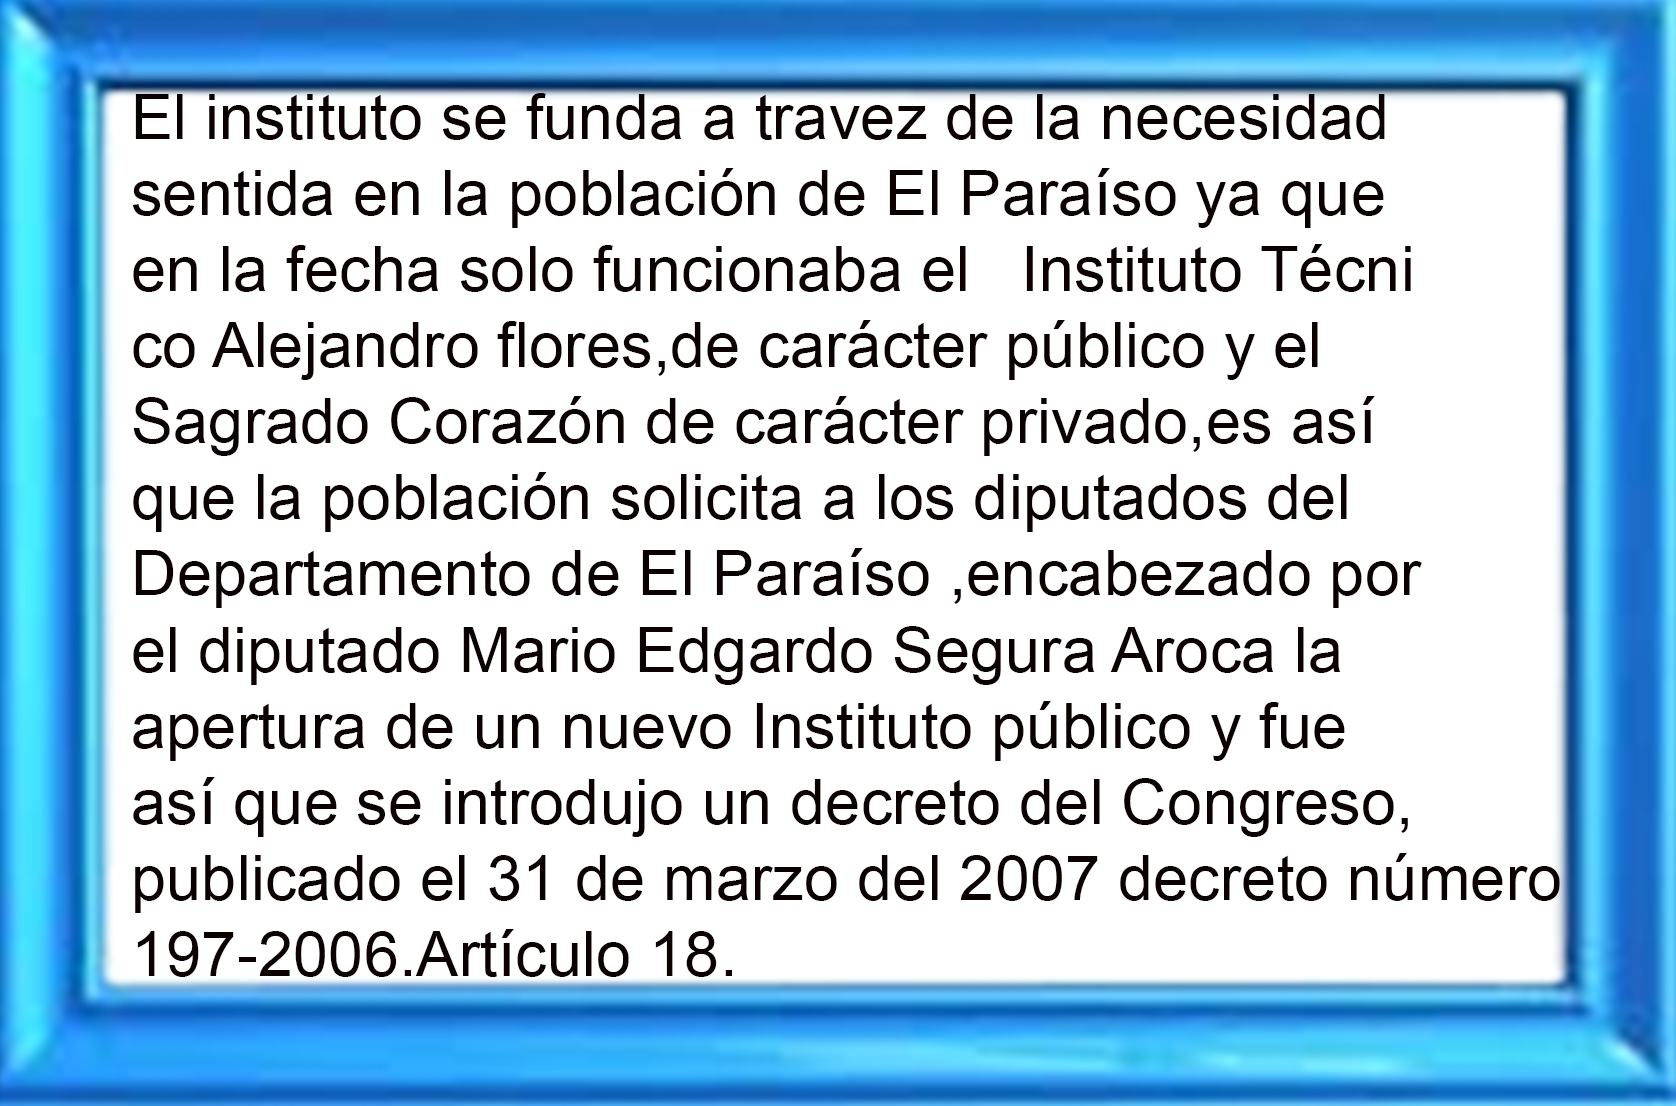 El instituto se funda a travez de la necesidad
sentida en la población de El Paraíso ya que
en la fecha solo funcionaba el   Instituto Técni
co Alejandro flores,de carácter público y el
Sagrado Corazón de carácter privado,es así
que la población solicita a los diputados del
Departamento de El Paraíso ,encabezado por
el diputado Mario Edgardo Segura Aroca la
apertura de un nuevo Instituto público y fue
así que se introdujo un decreto del Congreso,
publicado el 31 de marzo del 2007 decreto número
197-2006.Artículo 18.